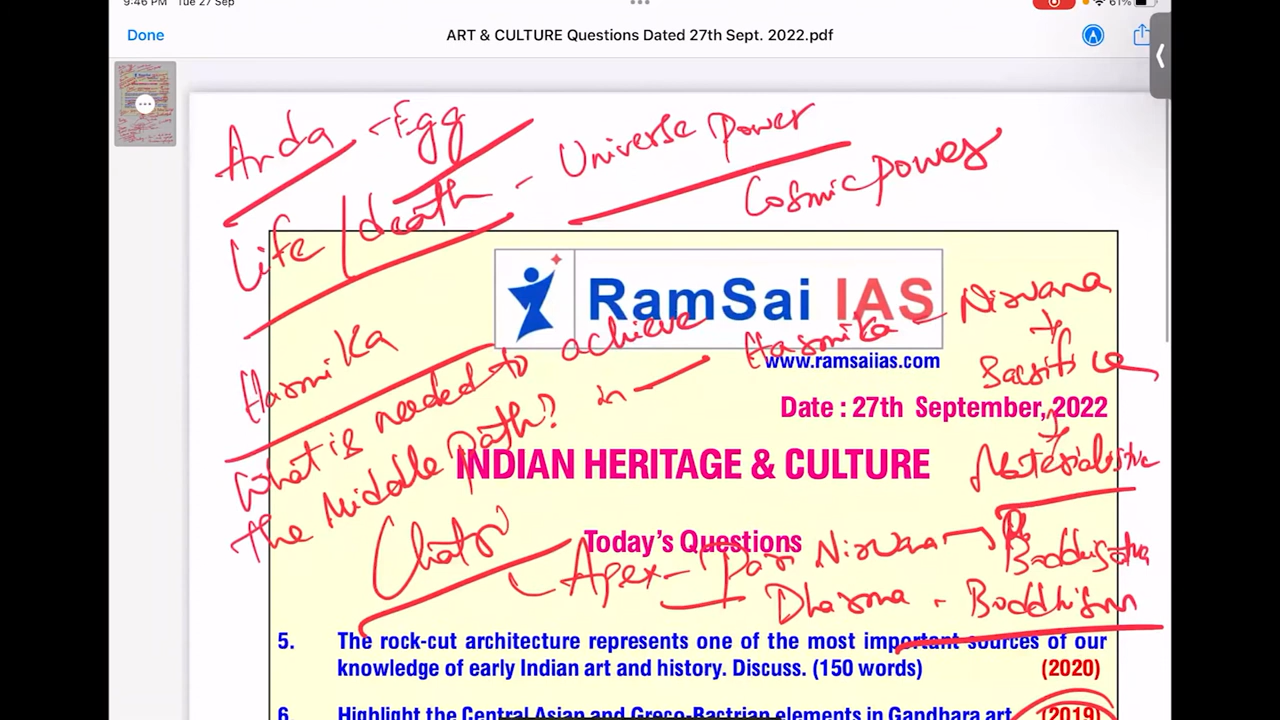 9:46 PM Tue 27 Sep
61%
Done
ART & CULTURE Questions Dated 27th Sept. 2022.pdf
Anda - Egg
Life / death - Universe Power
Cosmic Power
RamSai IAS
www.ramsaiias.com
Harmika
What is needed to achieve
the Middle Path? in - Harmika - Nirvana
Sacrifice
Materialistic
Date : 27th September, 2022
INDIAN HERITAGE & CULTURE
Today's Questions
Chatri
Apex - Pari Nirvana
Dharma - Buddhism
5. The rock-cut architecture represents one of the most important sources of our
knowledge of early Indian art and history. Discuss. (150 words) (2020)
6. Highlight the Central Asian and Greco-Bactrian elements in Gandhara art. (2019)